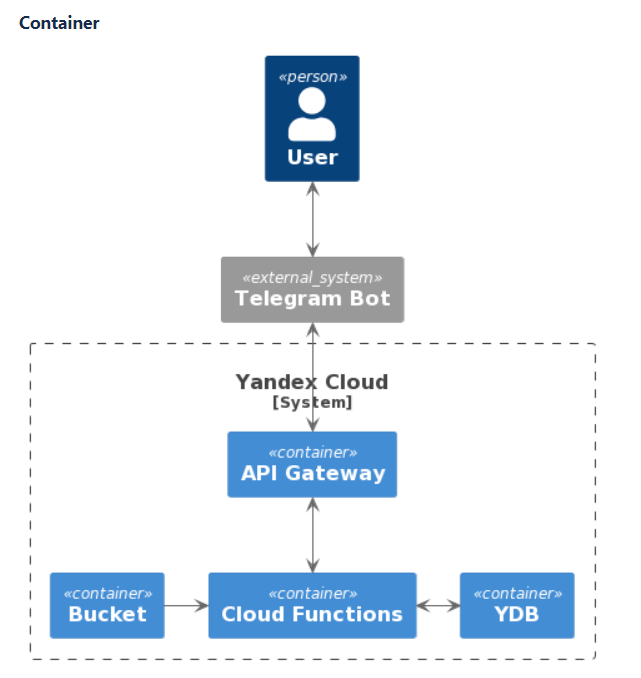 Container
«person»
User
«external_system»
Telegram Bot
Yandex Cloud
[System]
«container»
API Gateway
«container»
Bucket
«container»
Cloud Functions
«container»
YDB